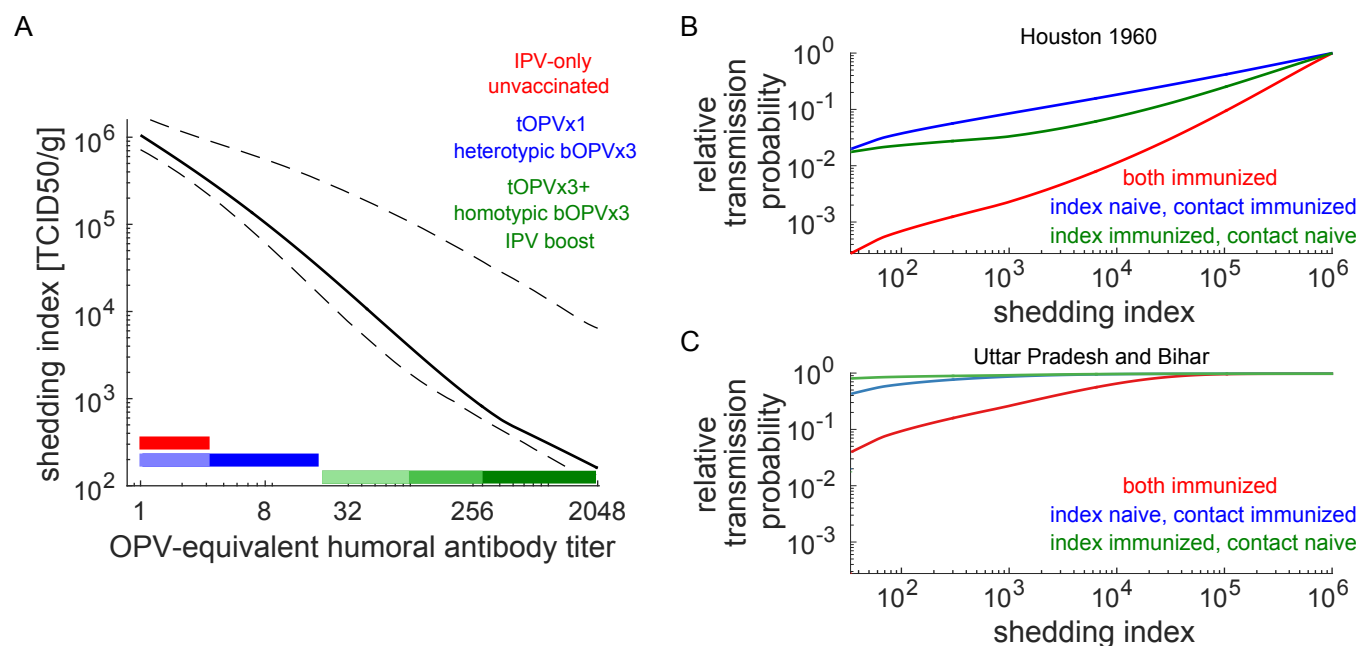 A
IPV-only
unvaccinated
tOPVx1
heterotypic bOPVx3
tOPVx3+
homotypic bOPVx3
IPV boost
shedding index [TCID50/g]
10^6
10^5
10^4
10^3
10^2
1 8 32 256 2048
OPV-equivalent humoral antibody titer
B
Houston 1960
relative
transmission
probability
10^0
10^-1
10^-2
10^-3
both immunized
index naive, contact immunized
index immunized, contact naive
10^2 10^3 10^4 10^5 10^6
shedding index
C
Uttar Pradesh and Bihar
relative
transmission
probability
10^0
10^-1
10^-2
10^-3
both immunized
index naive, contact immunized
index immunized, contact naive
10^2 10^3 10^4 10^5 10^6
shedding index